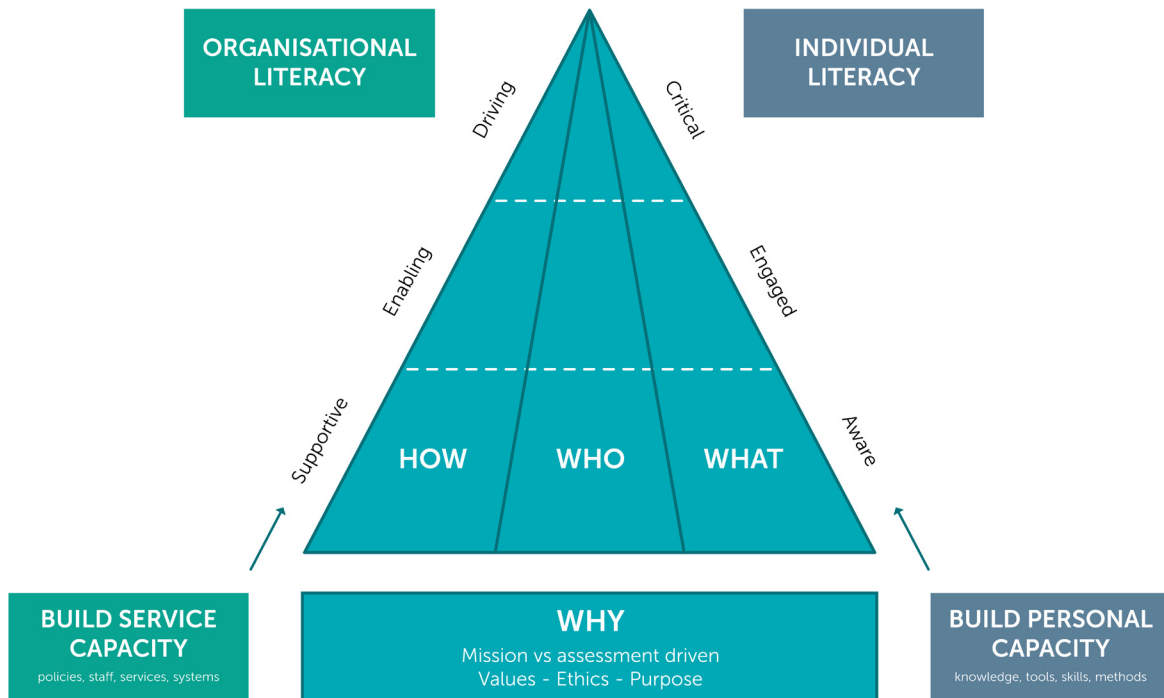 ORGANISATIONAL
LITERACY
INDIVIDUAL
LITERACY
Driving
Critical
Enabling
Engaged
Supportive
Aware
HOW
WHO
WHAT
BUILD SERVICE
CAPACITY
policies, staff, services, systems
WHY
Mission vs assessment driven
Values - Ethics - Purpose
BUILD PERSONAL
CAPACITY
knowledge, tools, skills, methods